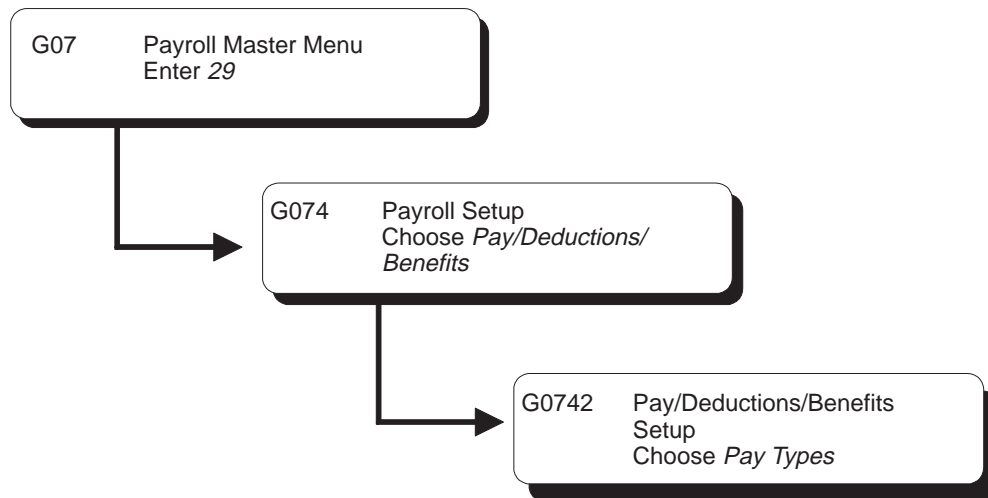 G07 Payroll Master Menu
Enter 29
G074 Payroll Setup
Choose Pay/Deductions/
Benefits
G0742 Pay/Deductions/Benefits
Setup
Choose Pay Types